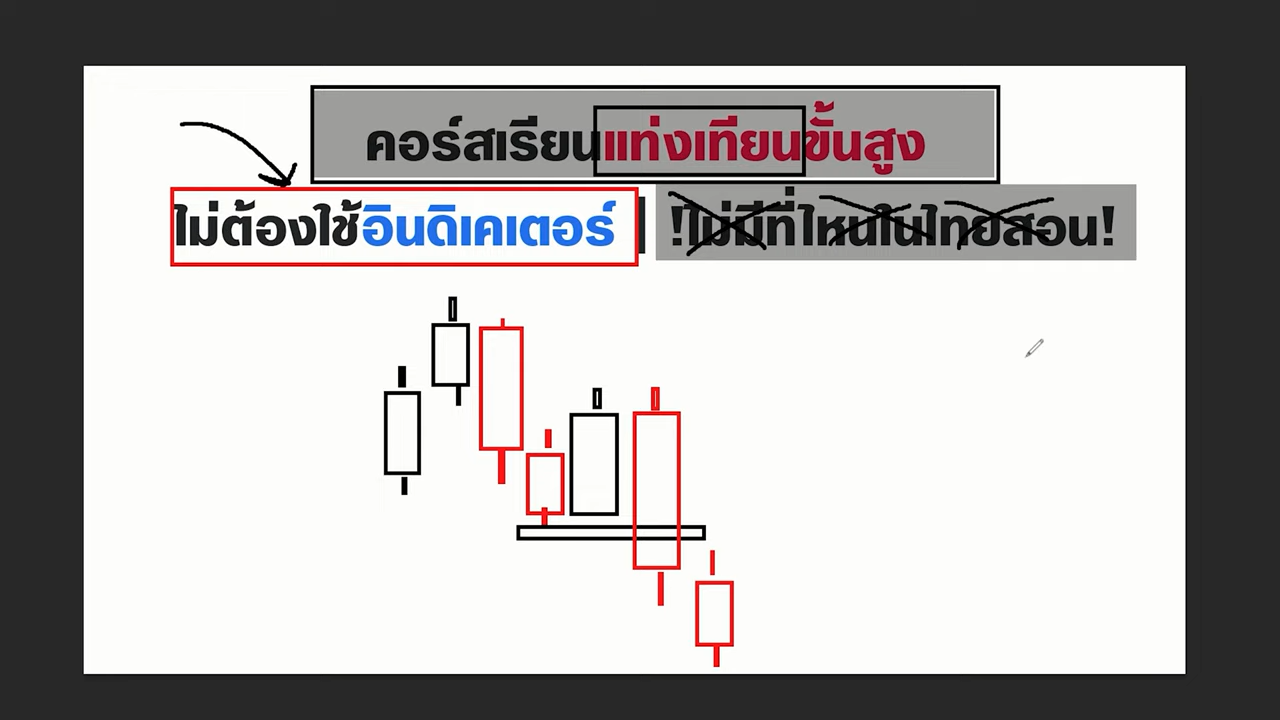 คอร์สเรียนแท่งเทียนขั้นสูง
ไม่ต้องใช้อินดิเคเตอร์ | !ไม่มีที่ไหนในไทยสอน!